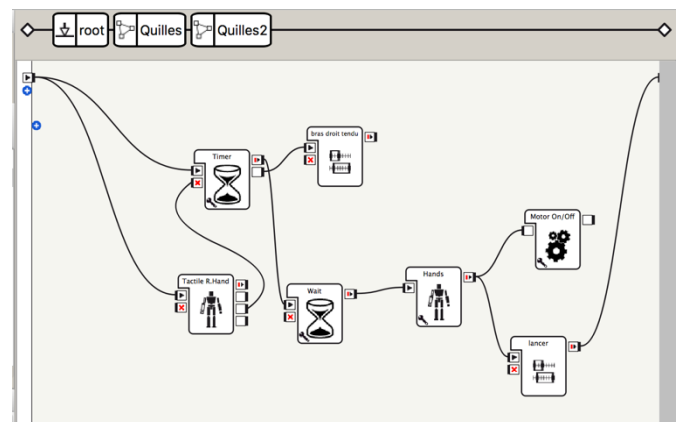 root Quilles Quilles2
bras droit tendu
Timer
Motor On/Off
Hands
Tactile R.Hand
Wait
lancer